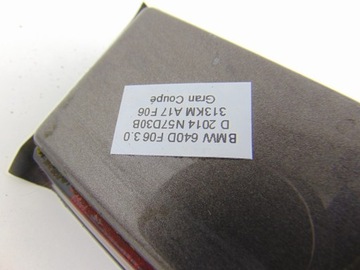 BMW 640D F06 3.0
D 2014 N57D30B
313KM A17 F06
Gran Coupé